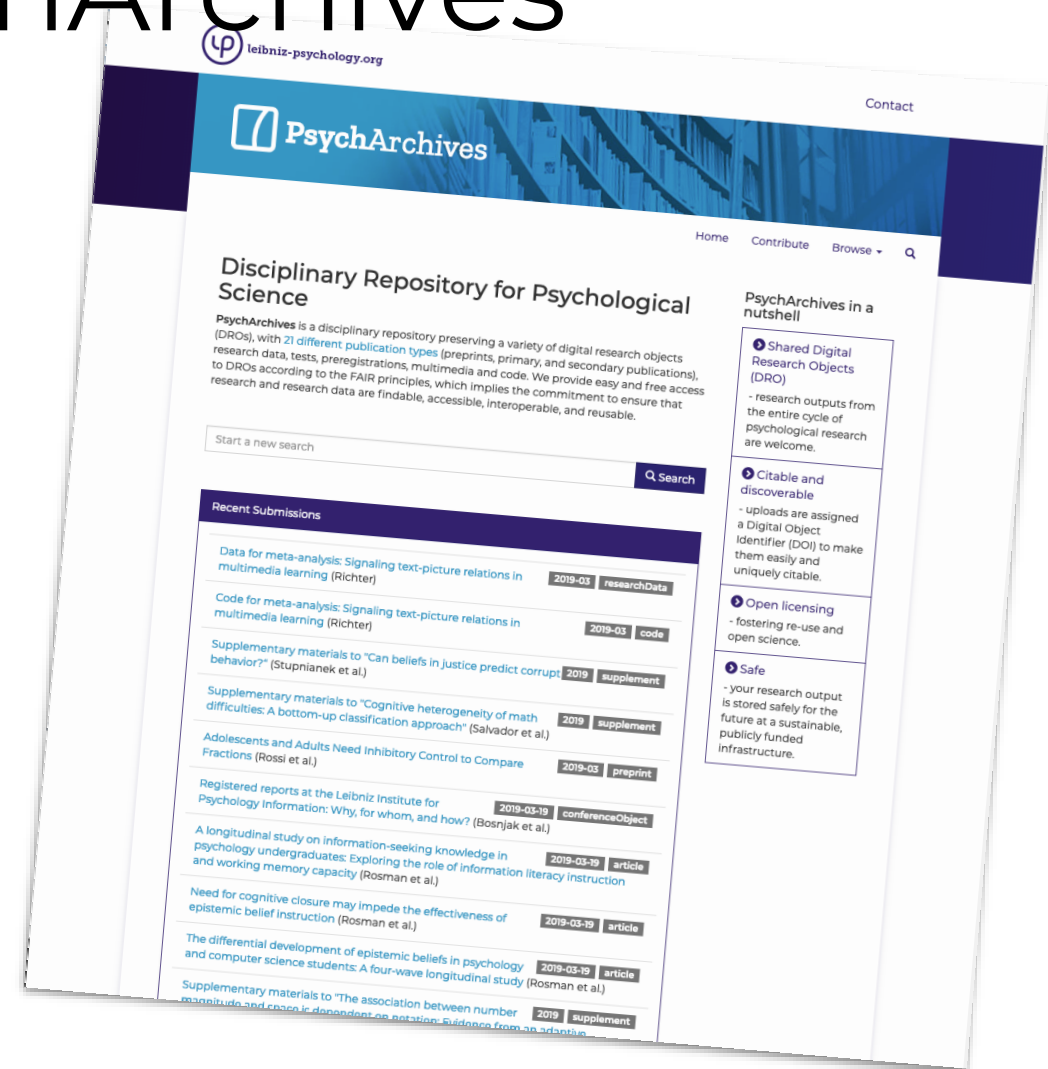 hArchives
leibniz-psychology.org
Contact
PsychArchives
Home Contribute Browse
Disciplinary Repository for Psychological
Science
PsychArchives is a disciplinary repository preserving a variety of digital research objects
(DROs), with 21 different publication types (preprints, primary, and secondary publications),
research data, tests, preregistrations, multimedia and code. We provide easy and free access
to DROs according to the FAIR principles, which implies the commitment to ensure that
research and research data are findable, accessible, interoperable, and reusable.
Start a new search
Search
Recent Submissions
Data for meta-analysis: Signaling text-picture relations in
multimedia learning (Richter)
2019-03 researchData
Code for meta-analysis: Signaling text-picture relations in
multimedia learning (Richter)
2019-03 code
Supplementary materials to "Can beliefs in justice predict corrupt
behavior?" (Stupnianek et al.)
2019 supplement
Supplementary materials to "Cognitive heterogeneity of math
difficulties: A bottom-up classification approach" (Salvador et al.)
2019 supplement
Adolescents and Adults Need Inhibitory Control to Compare
Fractions (Rossi et al.)
2019-03 preprint
Registered reports at the Leibniz Institute for
Psychology Information: Why, for whom, and how? (Bosnjak et al.)
2019-03-19 conferenceObject
A longitudinal study on information-seeking knowledge in
psychology undergraduates: Exploring the role of information literacy instruction
and working memory capacity (Rosman et al.)
2019-03-19 article
Need for cognitive closure may impede the effectiveness of
epistemic belief instruction (Rosman et al.)
2019-03-19 article
The differential development of epistemic beliefs in psychology
and computer science students: A four-wave longitudinal study (Rosman et al.)
2019-03-19 article
Supplementary materials to "The association between number
magnitude and space is dependent on notation: Evidence from an adaptive
2019 supplement
PsychArchives in a
nutshell
Shared Digital
Research Objects
(DRO)
- research outputs from
the entire cycle of
psychological research
are welcome.
Citable and
discoverable
- uploads are assigned
a Digital Object
Identifier (DOI) to make
them easily and
uniquely citable.
Open licensing
- fostering re-use and
open science.
Safe
- your research output
is stored safely for the
future at a sustainable,
publicly funded
infrastructure.